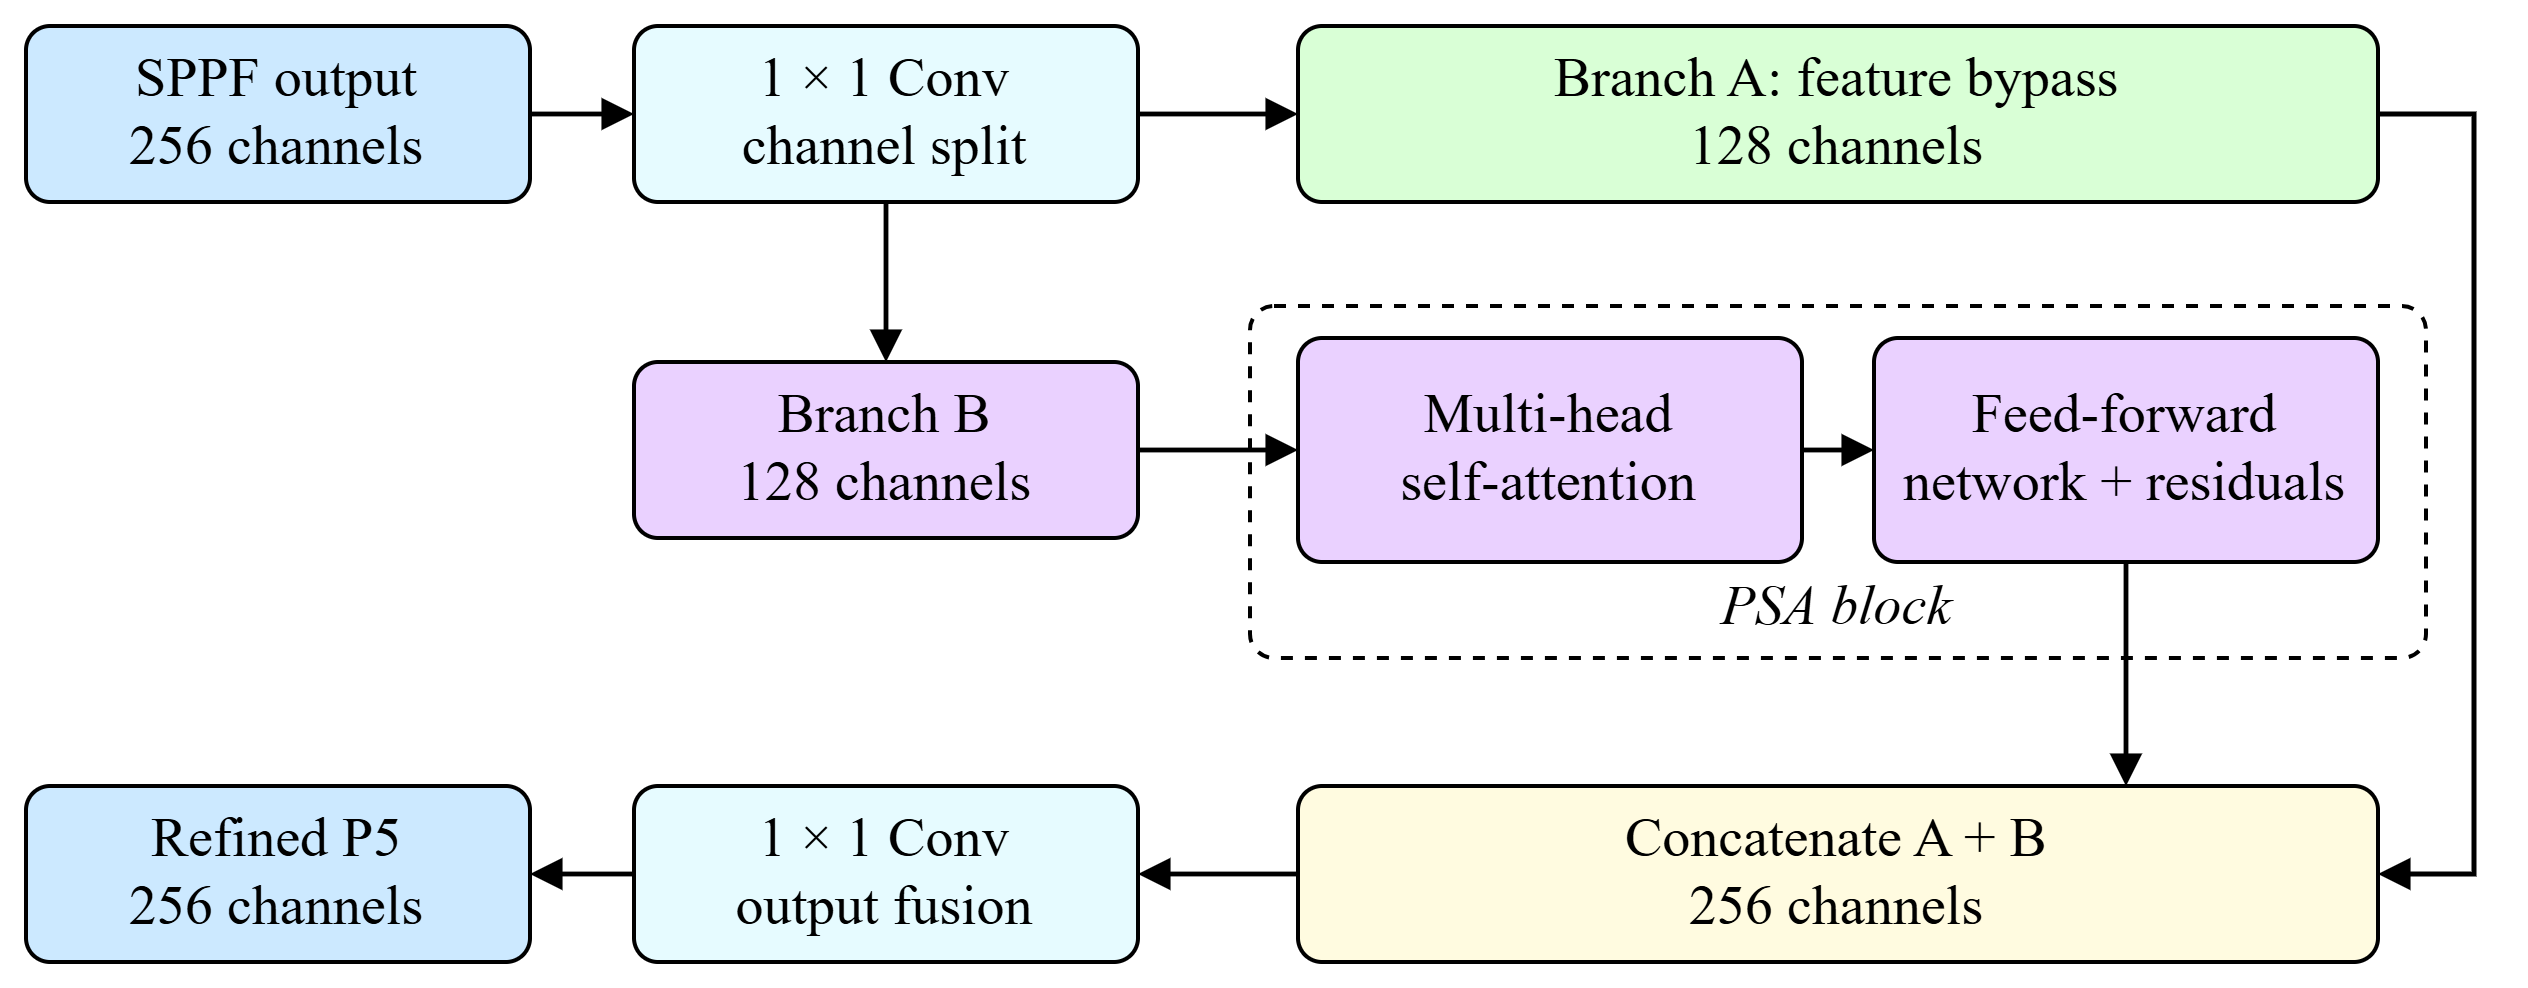 SPPF output
256 channels
1 × 1 Conv
channel split
Branch A: feature bypass
128 channels
Branch B
128 channels
Multi-head
self-attention
Feed-forward
network + residuals
PSA block
Refined P5
256 channels
1 × 1 Conv
output fusion
Concatenate A + B
256 channels